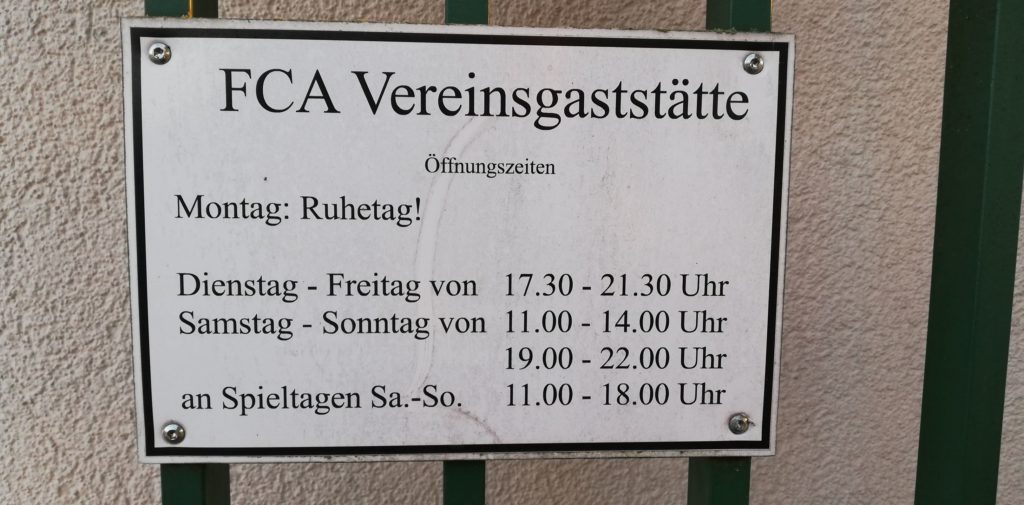 FCA Vereinsgaststätte
Öffnungszeiten
Montag: Ruhetag!
Dienstag - Freitag von 17.30 - 21.30 Uhr
Samstag - Sonntag von 11.00 - 14.00 Uhr
19.00 - 22.00 Uhr
an Spieltagen Sa.-So. 11.00 - 18.00 Uhr